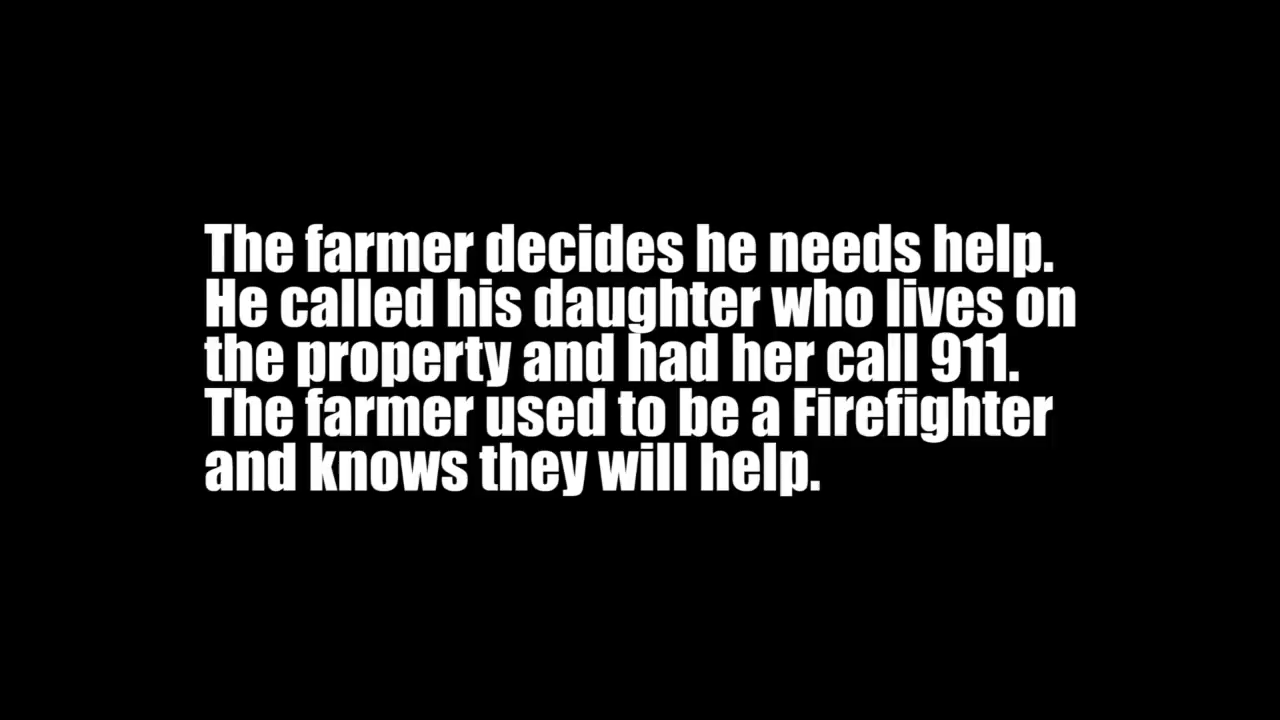 The farmer decides he needs help.
He called his daughter who lives on
the property and had her call 911.
The farmer used to be a Firefighter
and knows they will help.